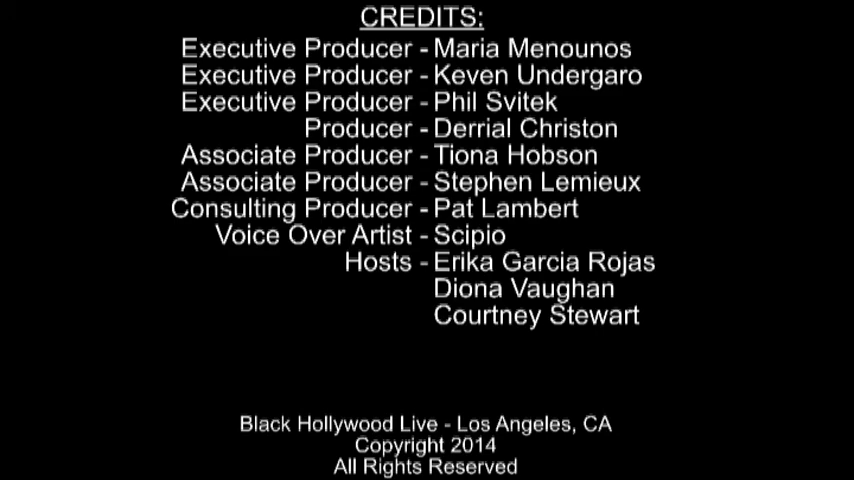 CREDITS:
Executive Producer - Maria Menounos
Executive Producer - Keven Undergaro
Executive Producer - Phil Svitek
Producer - Derrial Christon
Associate Producer - Tiona Hobson
Associate Producer - Stephen Lemieux
Consulting Producer - Pat Lambert
Voice Over Artist - Scipio
Hosts - Erika Garcia Rojas
Diona Vaughan
Courtney Stewart
Black Hollywood Live - Los Angeles, CA
Copyright 2014
All Rights Reserved